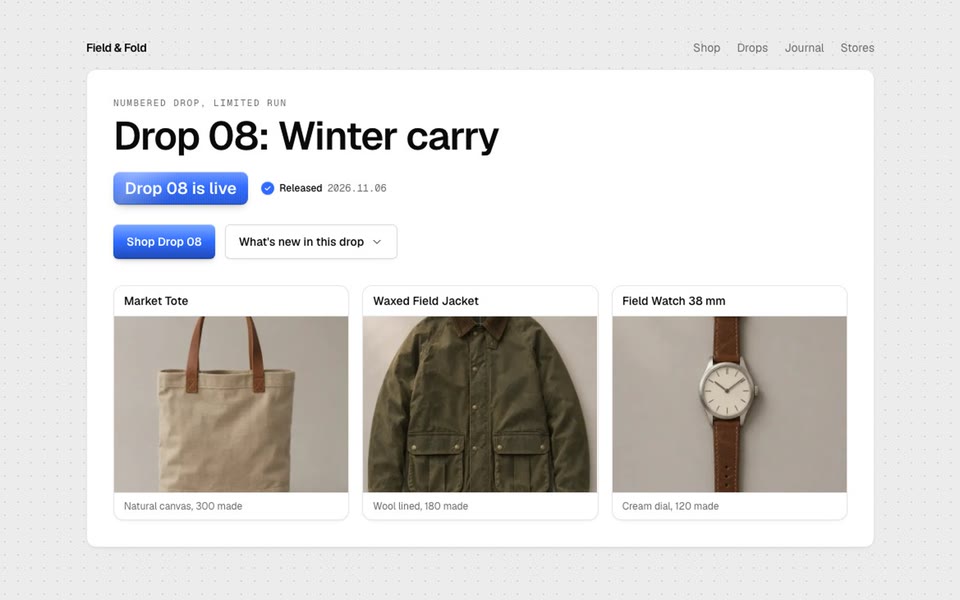 Field & Fold
Shop Drops Journal Stores
NUMBERED DROP, LIMITED RUN
Drop 08: Winter carry
Drop 08 is live
Released 2026.11.06
Shop Drop 08
What's new in this drop
Market Tote
Waxed Field Jacket
Field Watch 38 mm
Natural canvas, 300 made
Wool lined, 180 made
Cream dial, 120 made